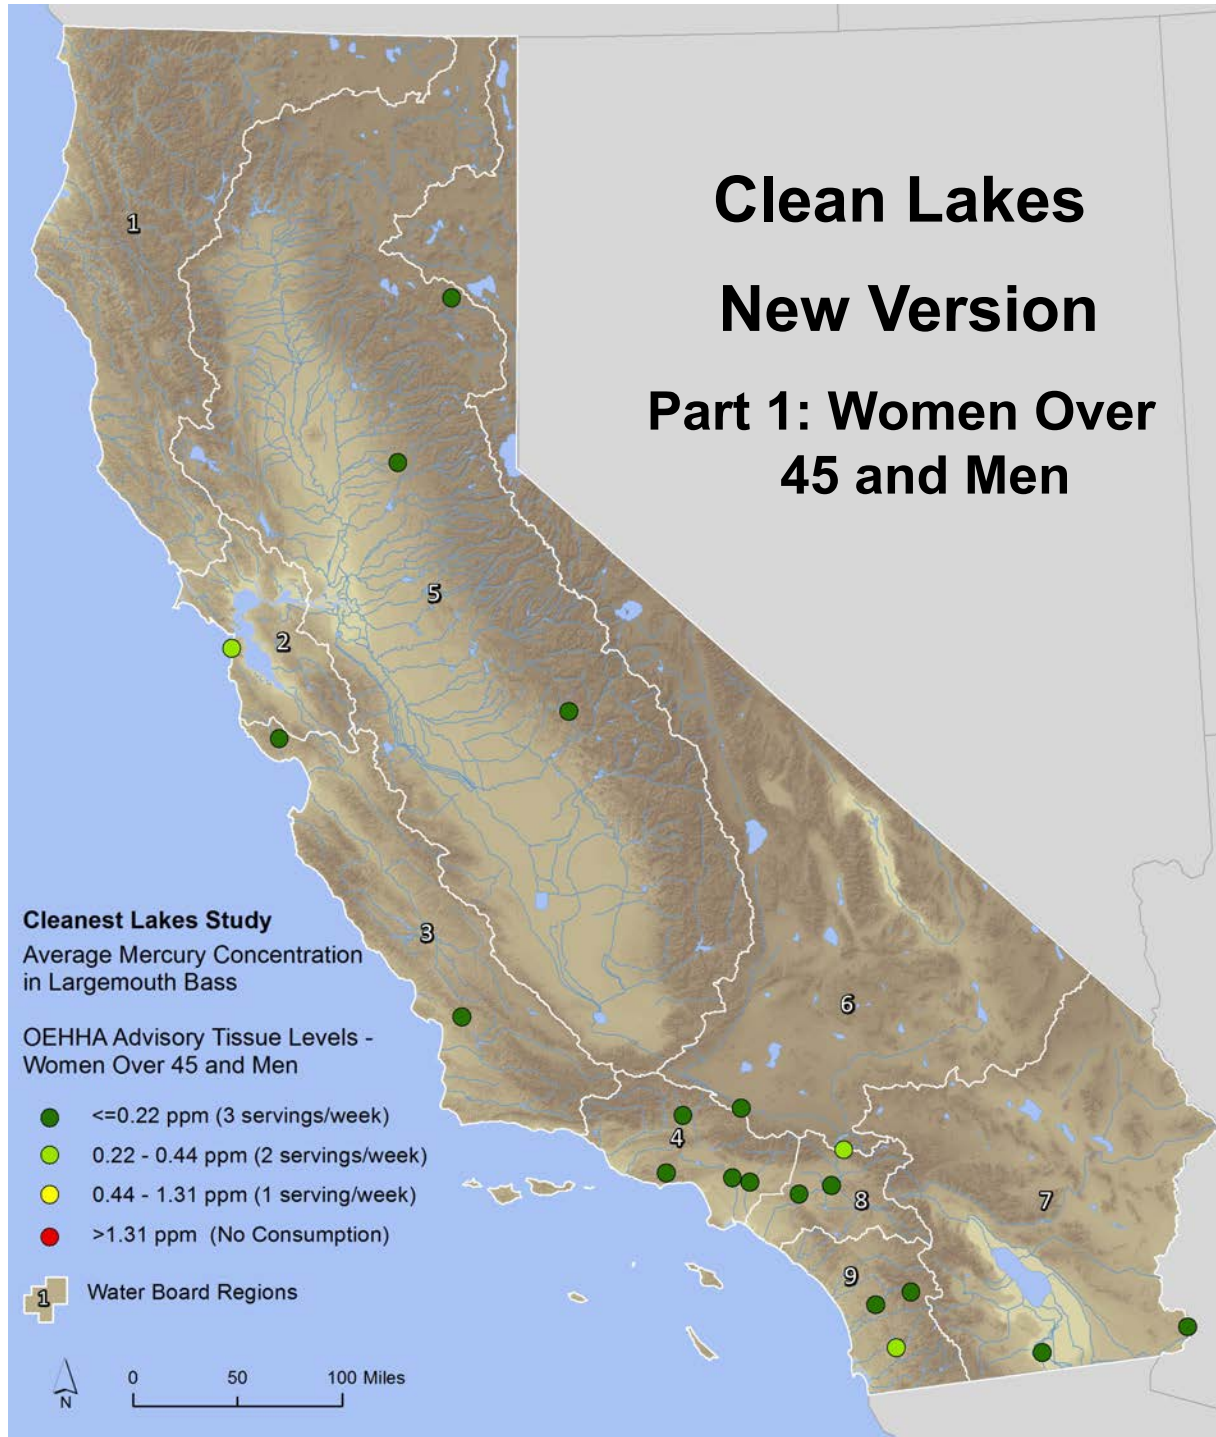 Clean Lakes
New Version
Part 1: Women Over
45 and Men
1
5
2
3
6
4
8
7
9
Cleanest Lakes Study
Average Mercury Concentration
in Largemouth Bass
OEHHA Advisory Tissue Levels -
Women Over 45 and Men
<=0.22 ppm (3 servings/week)
0.22 - 0.44 ppm (2 servings/week)
0.44 - 1.31 ppm (1 serving/week)
>1.31 ppm (No Consumption)
1 Water Board Regions
N
0 50 100 Miles